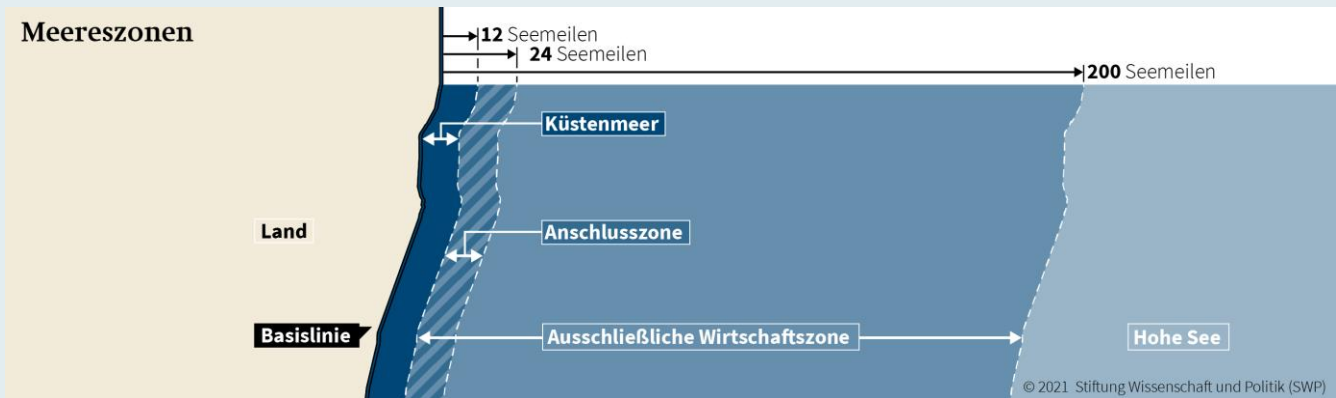 Meereszonen
12 Seemeilen
24 Seemeilen
200 Seemeilen
Küstenmeer
Land
Anschlusszone
Basislinie
Ausschließliche Wirtschaftszone
Hohe See
© 2021 Stiftung Wissenschaft und Politik (SWP)